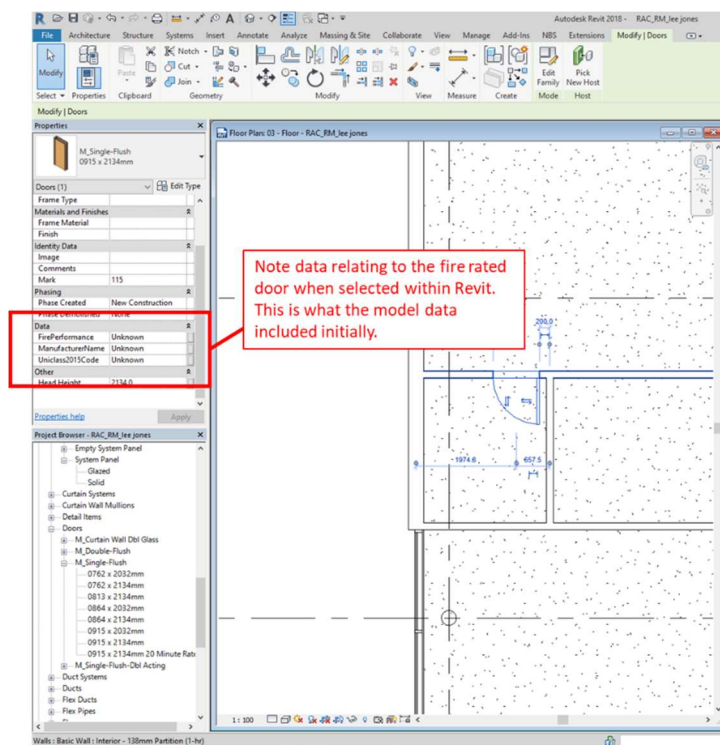 Autodesk Revit 2018 - RAC_RM_lee jones
File Architecture Structure Systems Insert Annotate Analyze Massing & Site Collaborate View Manage Add-Ins NBS Extensions Modify | Doors
Modify
Paste
Notch
Cut
Join
Edit Family
Pick New Host
Select Properties Clipboard Geometry Modify View Measure Create Mode Host
Modify | Doors
Properties
M_Single-Flush
0915 x 2134mm
Doors (1) Edit Type
Frame Type
Materials and Finishes
Frame Material
Finish
Identity Data
Image
Comments
Mark 115
Phasing
Phase Created New Construction
Phase Demolished None
Data
FirePerformance Unknown
ManufacturerName Unknown
Uniclass2015Code Unknown
Other
Head Height 2134.0
Properties help Apply
Project Browser - RAC_RM_lee jones
Empty System Panel
System Panel
Glazed
Solid
Curtain Systems
Curtain Wall Mullions
Detail Items
Doors
M_Curtain Wall Dbl Glass
M_Double-Flush
M_Single-Flush
0762 x 2032mm
0762 x 2134mm
0813 x 2134mm
0864 x 2032mm
0864 x 2134mm
0915 x 2032mm
0915 x 2134mm
0915 x 2134mm 20 Minute Rate
M_Single-Flush-Dbl Acting
Duct Systems
Ducts
Flex Ducts
Flex Pipes
Floor Plan: 03 - Floor - RAC_RM_lee jones
Note data relating to the fire rated
door when selected within Revit.
This is what the model data
included initially.
200.0
1974.6
657.5
1 : 100
Walls : Basic Wall : Interior - 138mm Partition (1-hr)